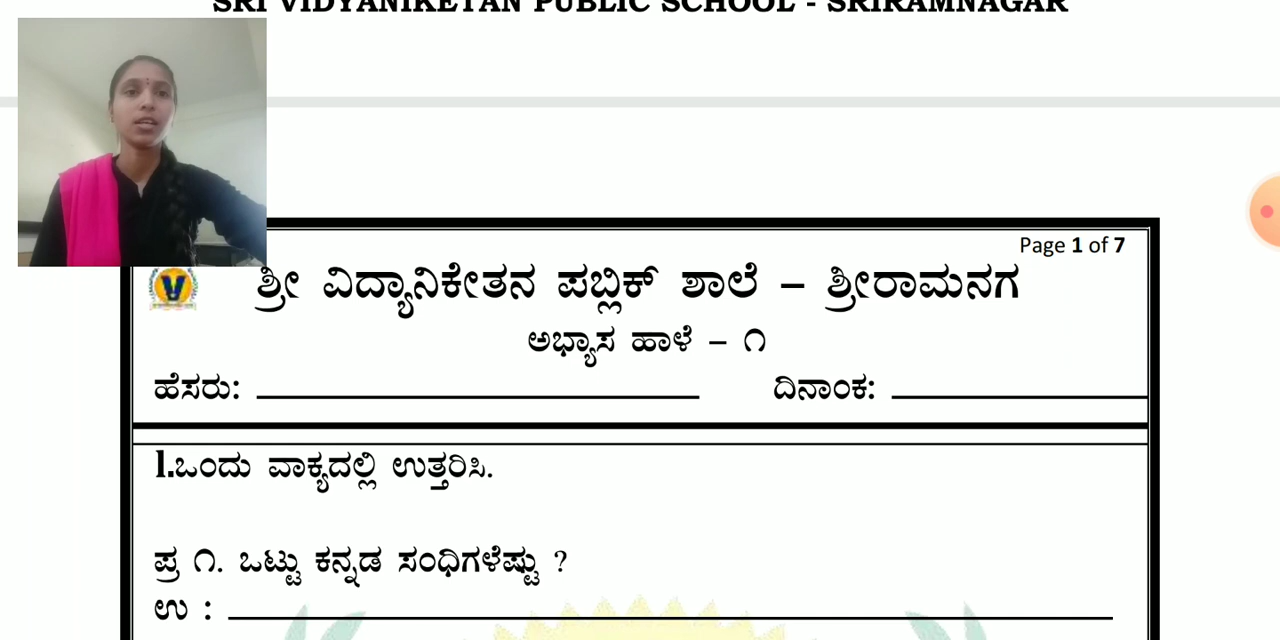 SRI VIDYANIKETAN PUBLIC SCHOOL - SRIRAMNAGAR
Page 1 of 7
V
ಶ್ರೀ ವಿದ್ಯಾನಿಕೇತನ ಪಬ್ಲಿಕ್ ಶಾಲೆ – ಶ್ರೀರಾಮನಗ
ಅಭ್ಯಾಸ ಹಾಳೆ – ೧
ಹೆಸರು: ದಿನಾಂಕ:
I.ಒಂದು ವಾಕ್ಯದಲ್ಲಿ ಉತ್ತರಿಸಿ.
ಪ್ರ ೧. ಒಟ್ಟು ಕನ್ನಡ ಸಂಧಿಗಳೆಷ್ಟು ?
ಉ :